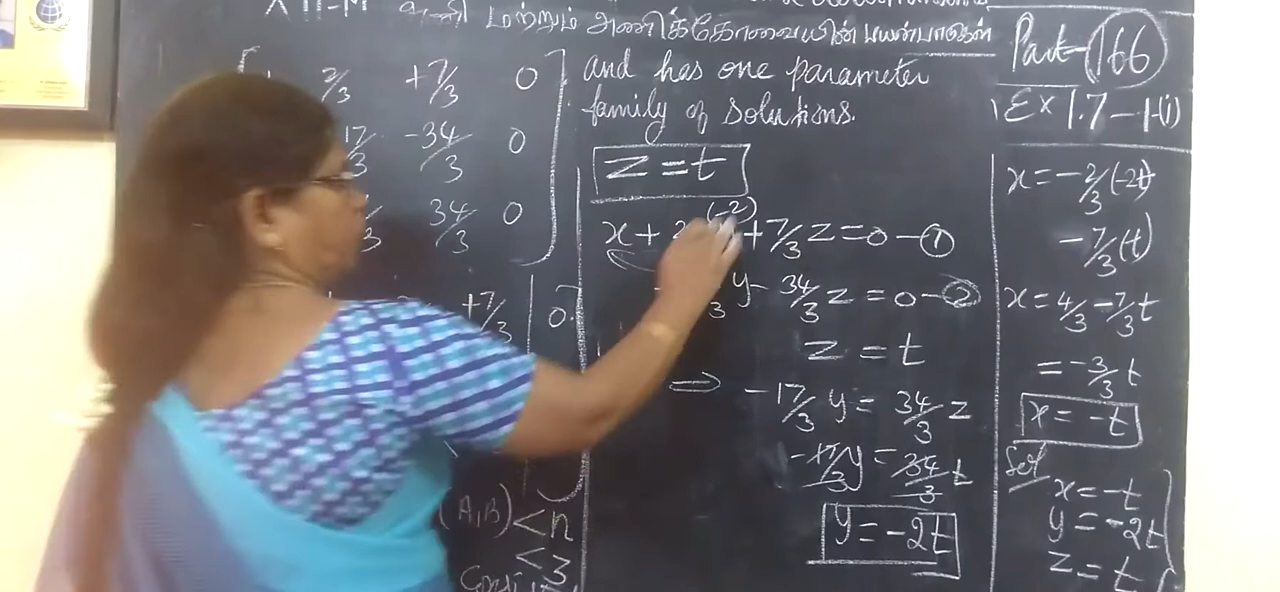 XII-M அணி மற்றும் அணிக்கோவையின் பயன்பாடுகள்
Part-166
Ex 1.7-1-(i)
2/3 +7/3 0
17/3 -34/3 0
34/3 0
+7/3 0
(A,B) < n
< 3
and has one parameter
family of solutions.
z = t
x + (-2) + 7/3 z = 0 — ①
y - 34/3 z = 0 — ②
z = t
⇒ -17/3 y = 34/3 z
-17/3 y = 34/3 t
y = -2t
x = -2/3 (-2t)
-7/3 (t)
x = 4/3 - 7/3 t
= -3/3 t
x = -t
Sol
x = -t
y = -2t
z = t